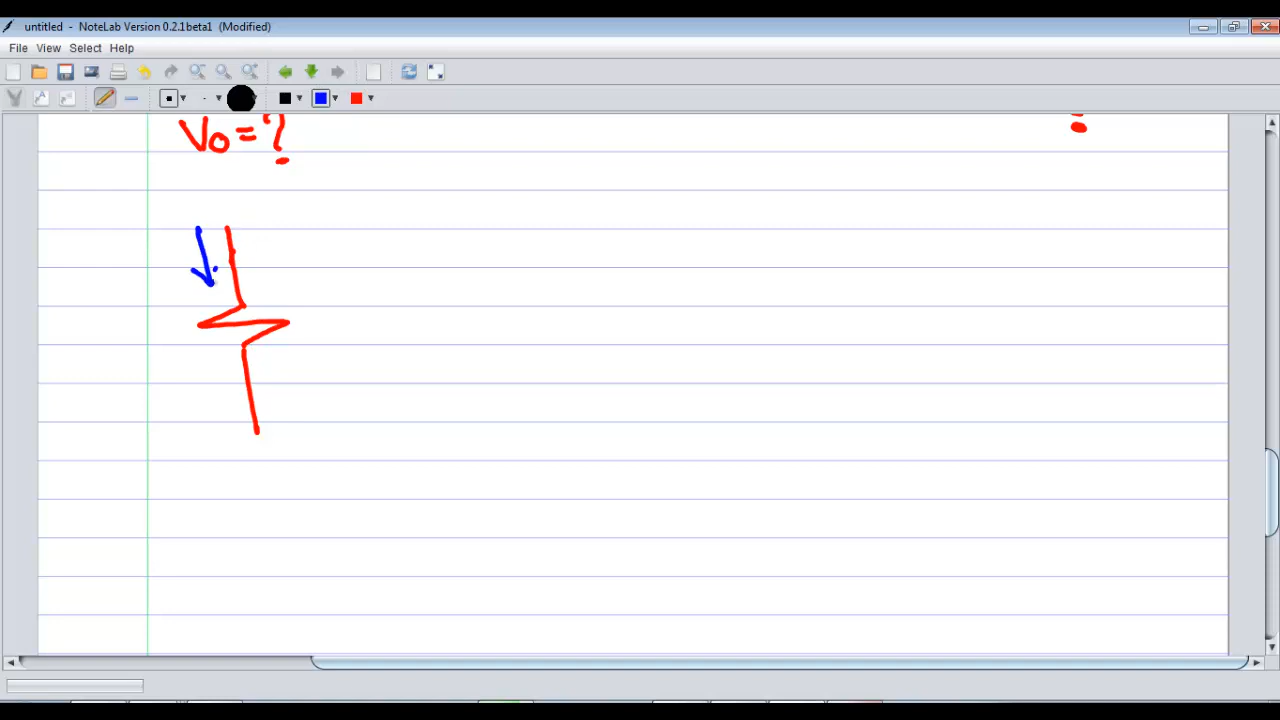 untitled - NoteLab Version 0.2.1beta1 (Modified)
File View Select Help
Vo = ?